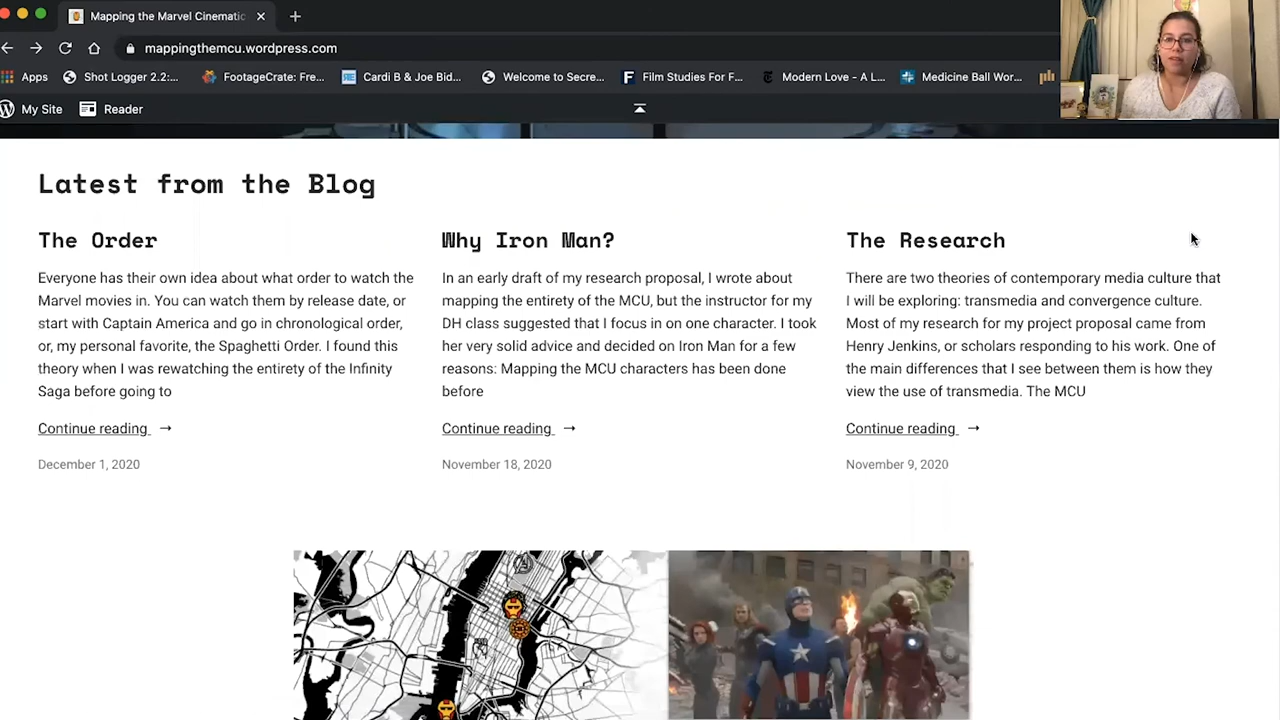 Mapping the Marvel Cinematic
mappingthemcu.wordpress.com
Apps Shot Logger 2.2:... FootageCrate: Fre... Cardi B & Joe Bid... Welcome to Secre... Film Studies For F... Modern Love - A L... Medicine Ball Wor...
My Site Reader
Latest from the Blog
The Order
Everyone has their own idea about what order to watch the
Marvel movies in. You can watch them by release date, or
start with Captain America and go in chronological order,
or, my personal favorite, the Spaghetti Order. I found this
theory when I was rewatching the entirety of the Infinity
Saga before going to
Continue reading →
December 1, 2020
Why Iron Man?
In an early draft of my research proposal, I wrote about
mapping the entirety of the MCU, but the instructor for my
DH class suggested that I focus in on one character. I took
her very solid advice and decided on Iron Man for a few
reasons: Mapping the MCU characters has been done
before
Continue reading →
November 18, 2020
The Research
There are two theories of contemporary media culture that
I will be exploring: transmedia and convergence culture.
Most of my research for my project proposal came from
Henry Jenkins, or scholars responding to his work. One of
the main differences that I see between them is how they
view the use of transmedia. The MCU
Continue reading →
November 9, 2020